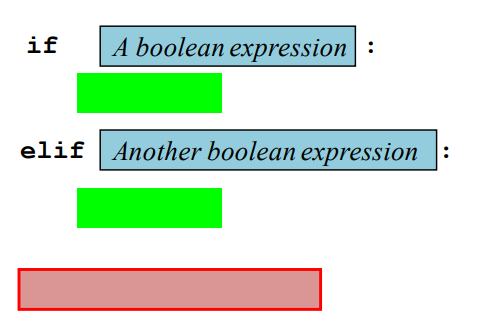 if A boolean expression :
elif Another boolean expression :